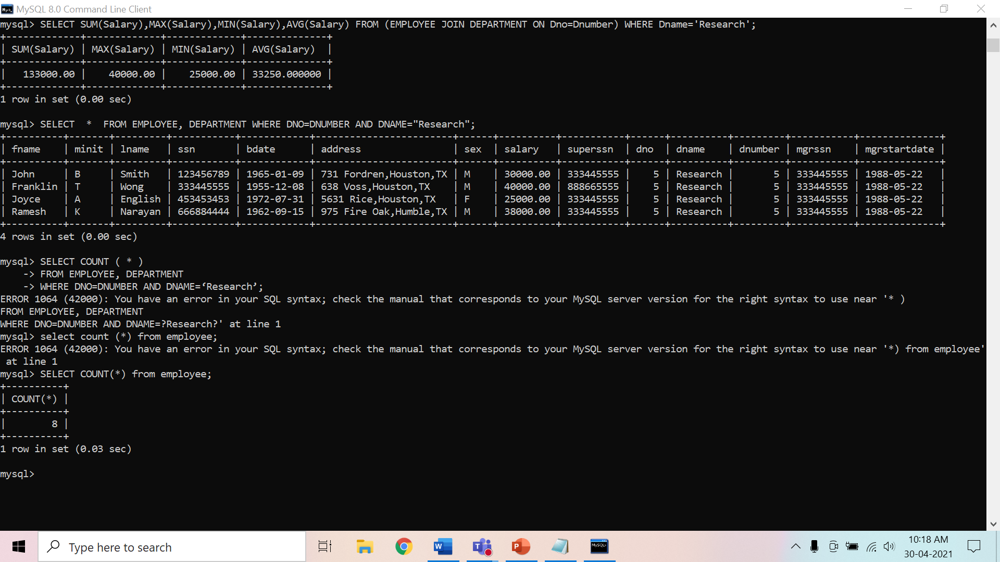 MySQL 8.0 Command Line Client
mysql> SELECT SUM(Salary),MAX(Salary),MIN(Salary),AVG(Salary) FROM (EMPLOYEE JOIN DEPARTMENT ON Dno=Dnumber) WHERE Dname='Research';
+-------------+-------------+-------------+--------------+
| SUM(Salary) | MAX(Salary) | MIN(Salary) | AVG(Salary)  |
+-------------+-------------+-------------+--------------+
|   133000.00 |    40000.00 |    25000.00 | 33250.000000 |
+-------------+-------------+-------------+--------------+
1 row in set (0.00 sec)
mysql> SELECT  *  FROM EMPLOYEE, DEPARTMENT WHERE DNO=DNUMBER AND DNAME="Research";
+----------+-------+---------+-----------+------------+------------------------+------+----------+-----------+------+----------+---------+-----------+--------------+
| fname    | minit | lname   | ssn       | bdate      | address                | sex  | salary   | superssn  | dno  | dname    | dnumber | mgrssn    | mgrstartdate |
+----------+-------+---------+-----------+------------+------------------------+------+----------+-----------+------+----------+---------+-----------+--------------+
| John     | B     | Smith   | 123456789 | 1965-01-09 | 731 Fordren,Houston,TX | M    | 30000.00 | 333445555 |    5 | Research |       5 | 333445555 | 1988-05-22   |
| Franklin | T     | Wong    | 333445555 | 1955-12-08 | 638 Voss,Houston,TX    | M    | 40000.00 | 888665555 |    5 | Research |       5 | 333445555 | 1988-05-22   |
| Joyce    | A     | English | 453453453 | 1972-07-31 | 5631 Rice,Houston,TX   | F    | 25000.00 | 333445555 |    5 | Research |       5 | 333445555 | 1988-05-22   |
| Ramesh   | K     | Narayan | 666884444 | 1962-09-15 | 975 Fire Oak,Humble,TX | M    | 38000.00 | 333445555 |    5 | Research |       5 | 333445555 | 1988-05-22   |
+----------+-------+---------+-----------+------------+------------------------+------+----------+-----------+------+----------+---------+-----------+--------------+
4 rows in set (0.00 sec)
mysql> SELECT COUNT ( * )
    -> FROM EMPLOYEE, DEPARTMENT
    -> WHERE DNO=DNUMBER AND DNAME=‘Research’;
ERROR 1064 (42000): You have an error in your SQL syntax; check the manual that corresponds to your MySQL server version for the right syntax to use near '* )
FROM EMPLOYEE, DEPARTMENT
WHERE DNO=DNUMBER AND DNAME=?Research?' at line 1
mysql> select count (*) from employee;
ERROR 1064 (42000): You have an error in your SQL syntax; check the manual that corresponds to your MySQL server version for the right syntax to use near '*) from employee'
 at line 1
mysql> SELECT COUNT(*) from employee;
+----------+
| COUNT(*) |
+----------+
|        8 |
+----------+
1 row in set (0.03 sec)
mysql>
Type here to search
W
T
P
MySQL>
10:18 AM
30-04-2021